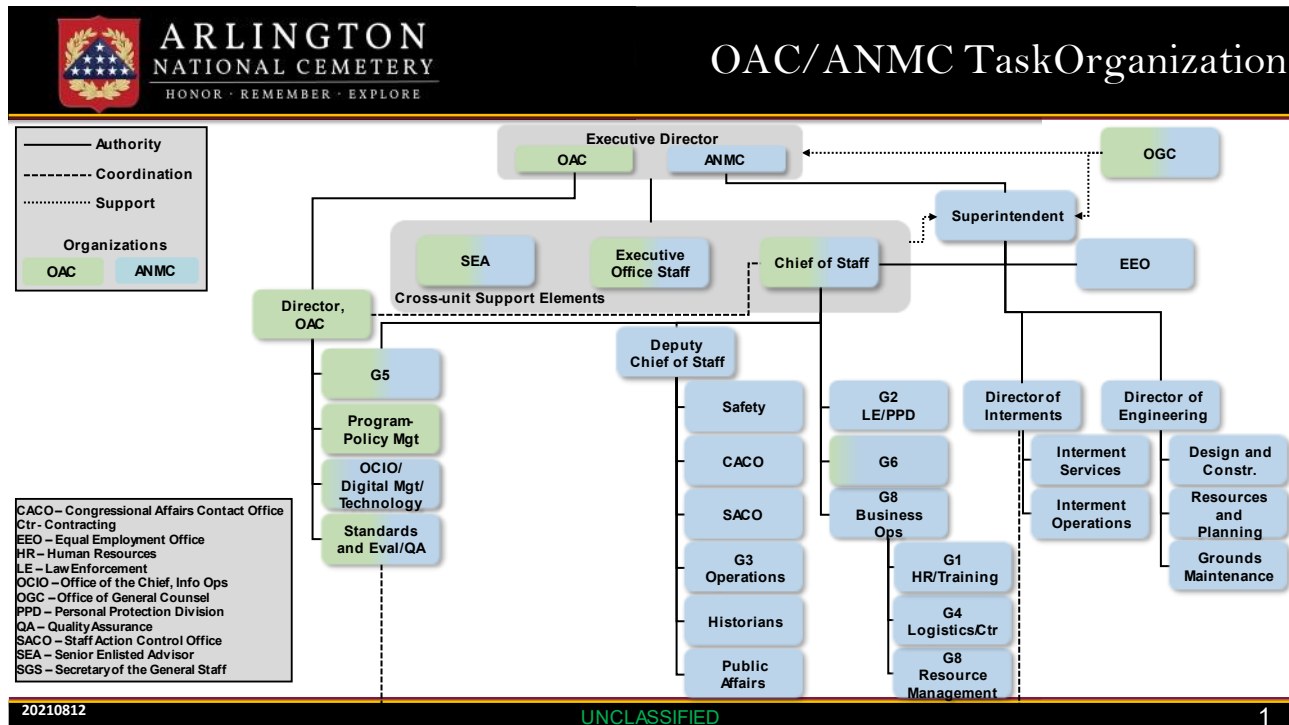 ARLINGTON
NATIONAL CEMETERY
HONOR · REMEMBER · EXPLORE
OAC/ANMC TaskOrganization
Authority
Coordination
Support
Organizations
OAC
ANMC
Executive Director
OAC
ANMC
OGC
Superintendent
SEA
Executive
Office Staff
Chief of Staff
EEO
Cross-unit Support Elements
Director,
OAC
G5
Program-
Policy Mgt
OCIO/
Digital Mgt/
Technology
Standards
and Eval/QA
Deputy
Chief of Staff
Safety
CACO
SACO
G3
Operations
Historians
Public
Affairs
G2
LE/PPD
G6
G8
Business
Ops
G1
HR/Training
G4
Logistics/Ctr
G8
Resource
Management
Director of
Interments
Interment
Services
Interment
Operations
Director of
Engineering
Design and
Constr.
Resources
and
Planning
Grounds
Maintenance
CACO – Congressional Affairs Contact Office
Ctr - Contracting
EEO – Equal Employment Office
HR – Human Resources
LE – Law Enforcement
OCIO – Office of the Chief, Info Ops
OGC – Office of General Counsel
PPD – Personal Protection Division
QA – Quality Assurance
SACO – Staff Action Control Office
SEA – Senior Enlisted Advisor
SGS – Secretary of the General Staff
20210812
UNCLASSIFIED
1